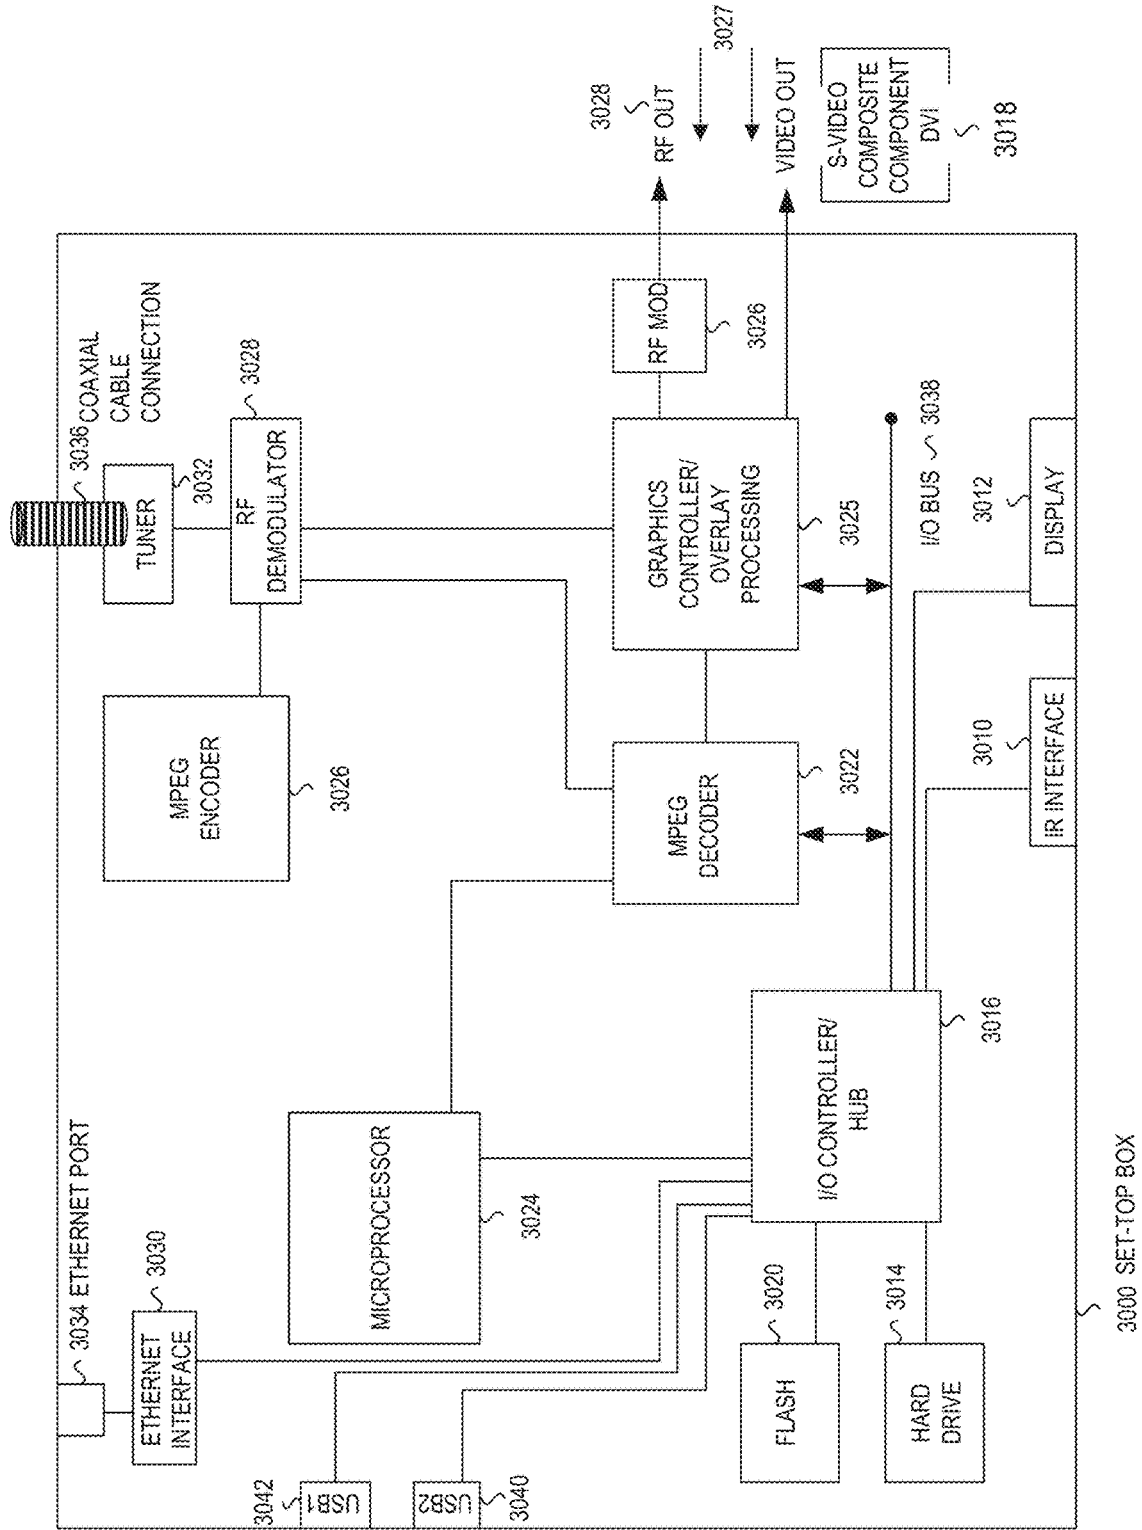 3034 ETHERNET PORT
3030
ETHERNET
INTERFACE
3042
USB1
USB2
3040
MICROPROCESSOR
3024
FLASH
3020
HARD
DRIVE
3014
I/O CONTROLLER/
HUB
3016
MPEG
ENCODER
3026
3036
COAXIAL
CABLE
CONNECTION
TUNER
3032
RF
DEMODULATOR
3028
MPEG
DECODER
3022
GRAPHICS
CONTROLLER/
OVERLAY
PROCESSING
3025
RF MOD
3026
3028
RF OUT
3027
VIDEO OUT
S-VIDEO
COMPOSITE
COMPONENT
DVI
3018
I/O BUS
3038
IR INTERFACE
3010
DISPLAY
3012
3000 SET-TOP BOX